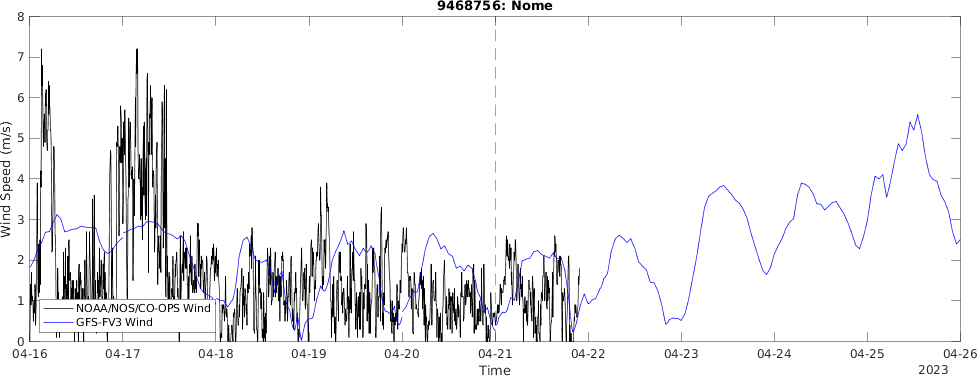 9468756: Nome
Wind Speed (m/s)
8
7
6
5
4
3
2
1
0
NOAA/NOS/CO-OPS Wind
GFS-FV3 Wind
04-16 04-17 04-18 04-19 04-20 04-21 04-22 04-23 04-24 04-25 04-26
Time
2023